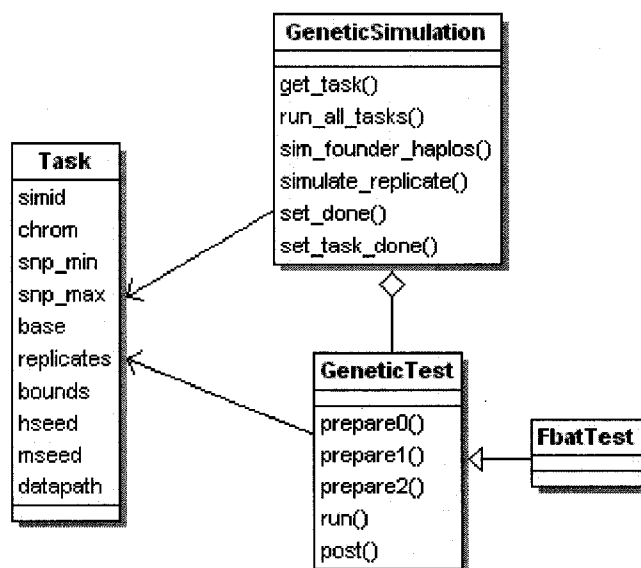 GeneticSimulation
get_task()
run_all_tasks()
sim_founder_haplos()
simulate_replicate()
set_done()
set_task_done()
Task
simid
chrom
snp_min
snp_max
base
replicates
bounds
hseed
mseed
datapath
GeneticTest
prepare0()
prepare1()
prepare2()
run()
post()
FbatTest